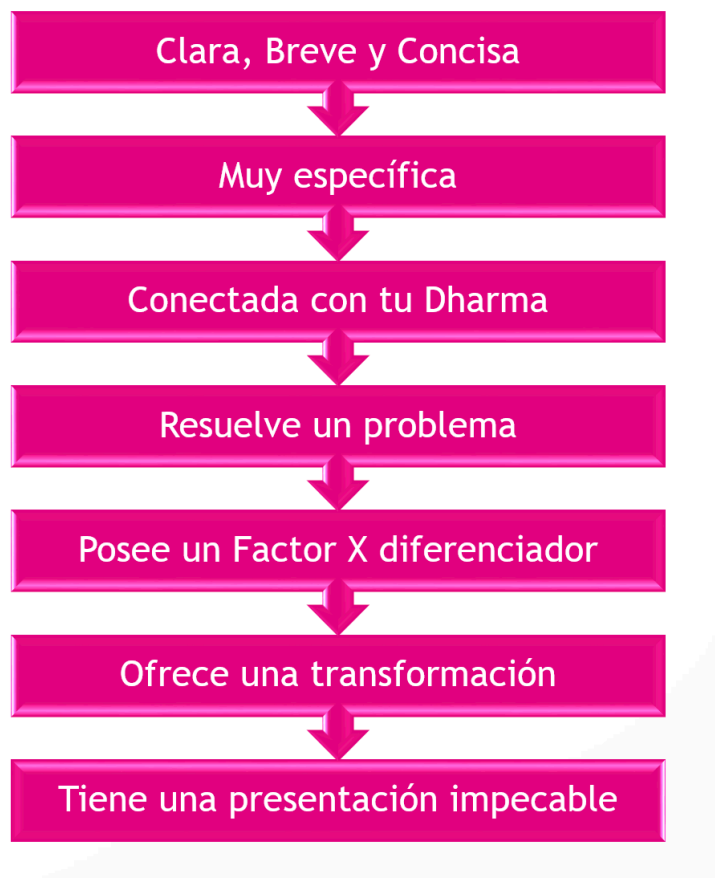 Clara, Breve y Concisa
Muy específica
Conectada con tu Dharma
Resuelve un problema
Posee un Factor X diferenciador
Ofrece una transformación
Tiene una presentación impecable